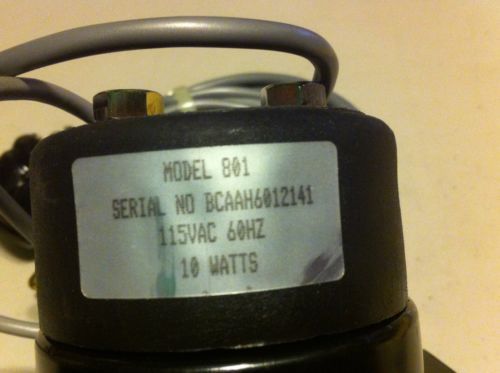 MODEL 801
SERIAL NO BCAAH6012141
115VAC 60HZ
10 WATTS